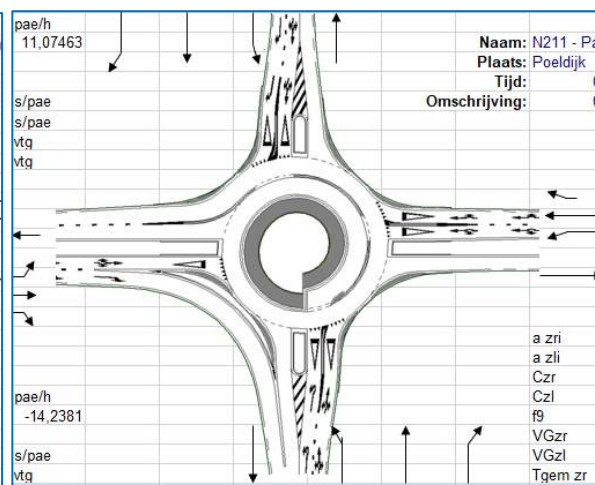 pae/h
11,07463
Naam: N211 - Pa
Plaats: Poeldijk
Tijd:
s/pae
Omschrijving:
s/pae
vtg
vtg
a zri
a zli
Czr
pae/h
Czl
-14,2381
f9
VGzr
s/pae
VGzl
vtg
Tgem zr